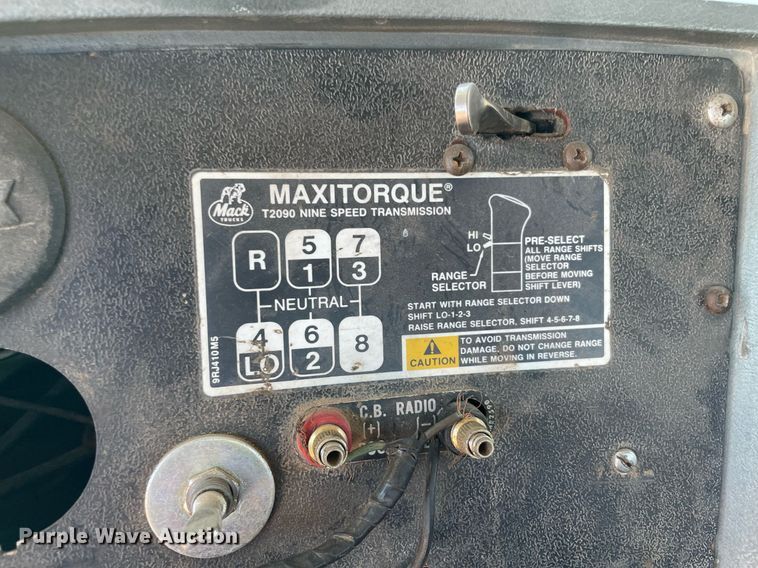 MAXITORQUE®
T2090 NINE SPEED TRANSMISSION
Mack
TRUCKS
R 5 7
1 3
NEUTRAL
4 6 8
LO 2
HI
LO
RANGE
SELECTOR
PRE-SELECT
ALL RANGE SHIFTS
(MOVE RANGE
SELECTOR
BEFORE MOVING
SHIFT LEVER)
START WITH RANGE SELECTOR DOWN
SHIFT LO-1-2-3
RAISE RANGE SELECTOR, SHIFT 4-5-6-7-8
CAUTION
TO AVOID TRANSMISSION
DAMAGE, DO NOT CHANGE RANGE
WHILE MOVING IN REVERSE.
9RJ410M5
C.B. RADIO
(+) (-)
Purple Wave Auction